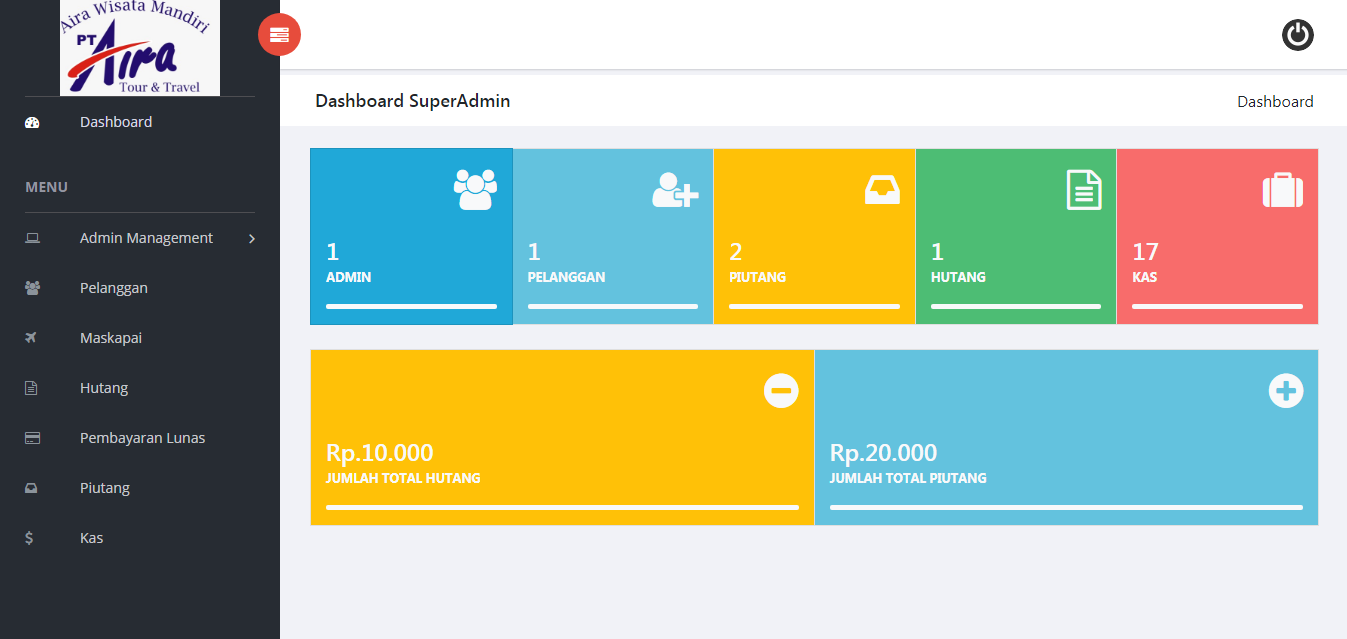 Aira Wisata Mandiri
PT
Aira
Tour & Travel
Dashboard
MENU
Admin Management
Pelanggan
Maskapai
Hutang
Pembayaran Lunas
Piutang
Kas
Dashboard SuperAdmin
Dashboard
1
ADMIN
1
PELANGGAN
2
PIUTANG
1
HUTANG
17
KAS
Rp.10.000
JUMLAH TOTAL HUTANG
Rp.20.000
JUMLAH TOTAL PIUTANG